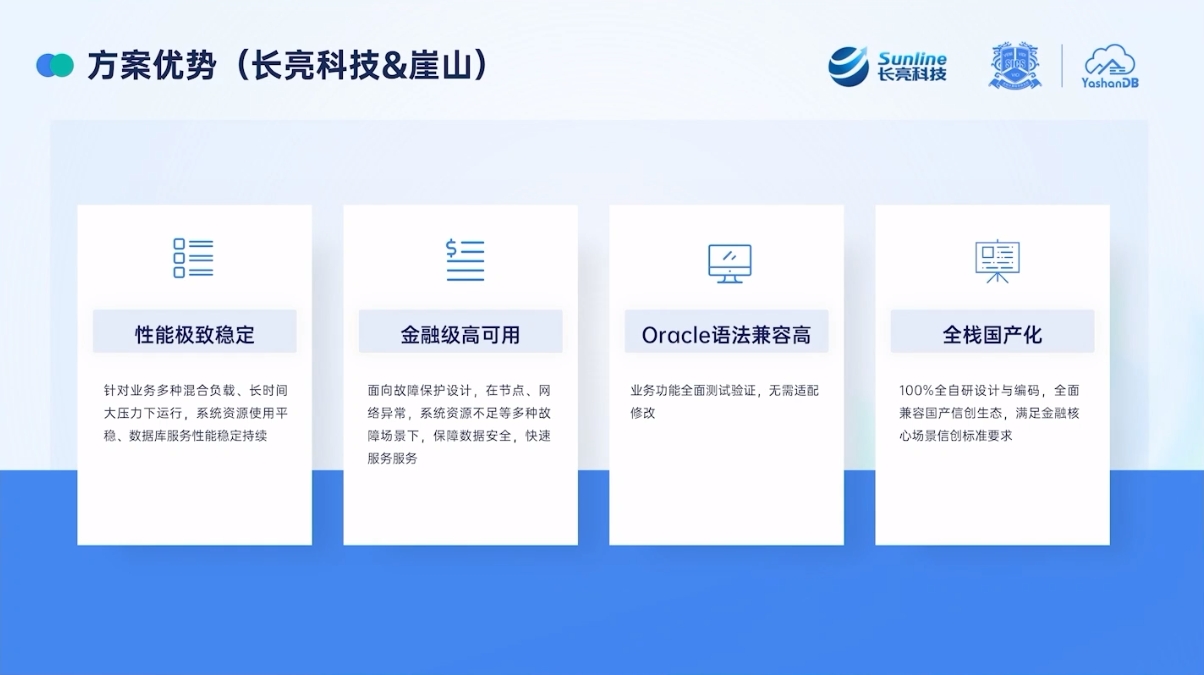 方案优势（长亮科技&崖山）
Sunline
长亮科技
YashanDB
性能极致稳定
针对业务多种混合负载、长时间
大压力下运行，系统资源使用平
稳、数据库服务性能稳定持续
金融级高可用
面向故障保护设计，在节点、网
络异常，系统资源不足等多种故
障场景下，保障数据安全，快速
服务服务
Oracle语法兼容高
业务功能全面测试验证，无需适配
修改
全栈国产化
100%全自研设计与编码，全面
兼容国产信创生态，满足金融核
心场景信创标准要求